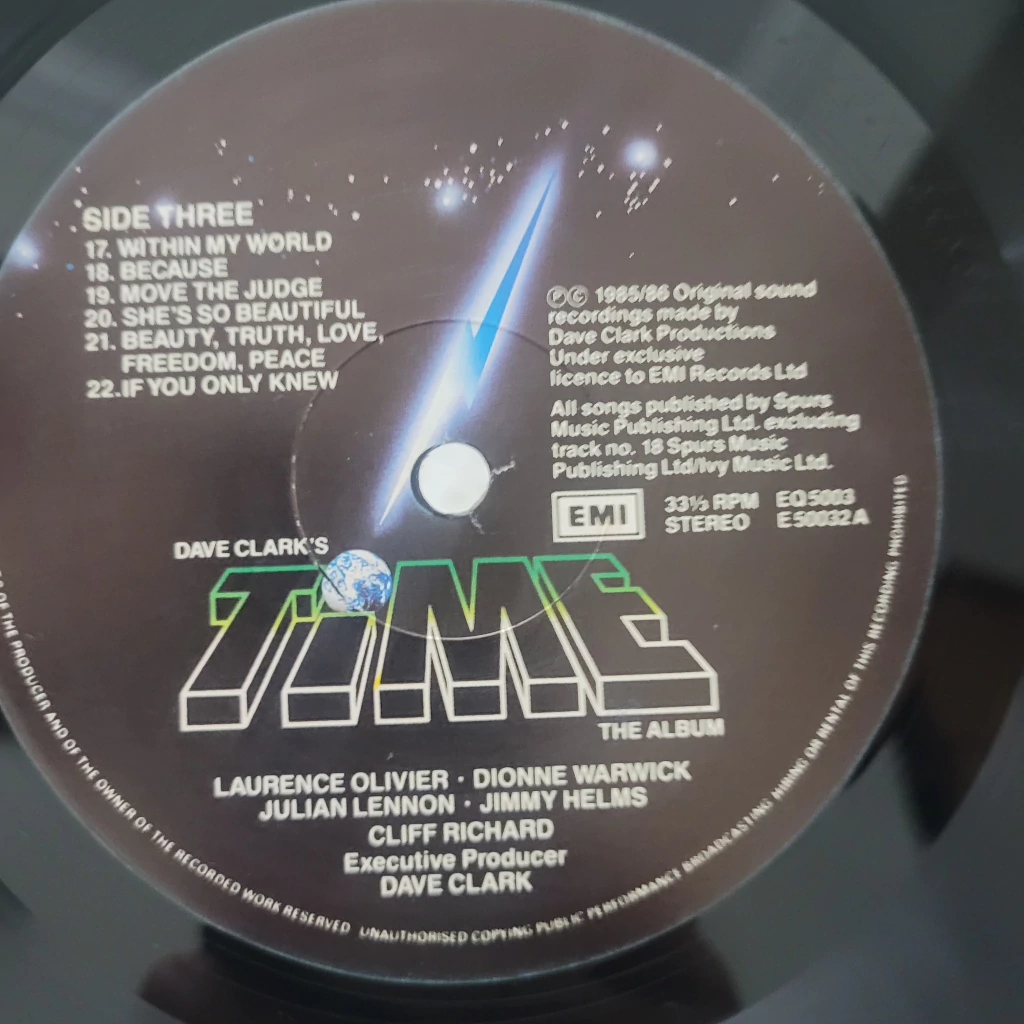 SIDE THREE
17. WITHIN MY WORLD
18. BECAUSE
19. MOVE THE JUDGE
20. SHE'S SO BEAUTIFUL
21. BEAUTY, TRUTH, LOVE,
FREEDOM, PEACE
22.IF YOU ONLY KNEW
ⓅⒸ 1985/86 Original sound
recordings made by
Dave Clark Productions
Under exclusive
licence to EMI Records Ltd
All songs published by Spurs
Music Publishing Ltd. excluding
track no. 18 Spurs Music
Publishing Ltd/Ivy Music Ltd.
EMI
33⅓ RPM EQ5003
STEREO E50032A
DAVE CLARK'S
TiME
THE ALBUM
LAURENCE OLIVIER · DIONNE WARWICK
JULIAN LENNON · JIMMY HELMS
CLIFF RICHARD
Executive Producer
DAVE CLARK
OF THE PRODUCER AND OF THE OWNER OF THE RECORDED WORK RESERVED UNAUTHORISED COPYING PUBLIC PERFORMANCE BROADCASTING HIRING OR RENTAL OF THIS RECORDING PROHIBITED